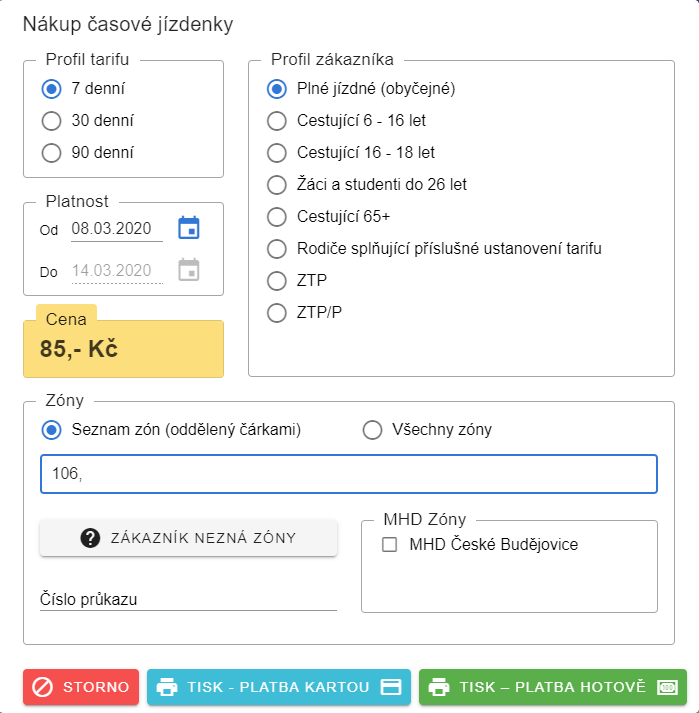 Nákup časové jízdenky
Profil tarifu
7 denní
30 denní
90 denní
Platnost
Od 08.03.2020
Do 14.03.2020
Cena
85,- Kč
Profil zákazníka
Plné jízdné (obyčejné)
Cestující 6 - 16 let
Cestující 16 - 18 let
Žáci a studenti do 26 let
Cestující 65+
Rodiče splňující příslušné ustanovení tarifu
ZTP
ZTP/P
Zóny
Seznam zón (oddělený čárkami)
Všechny zóny
106,
ZÁKAZNÍK NEZNÁ ZÓNY
Číslo průkazu
MHD Zóny
MHD České Budějovice
STORNO
TISK - PLATBA KARTOU
TISK – PLATBA HOTOVĚ